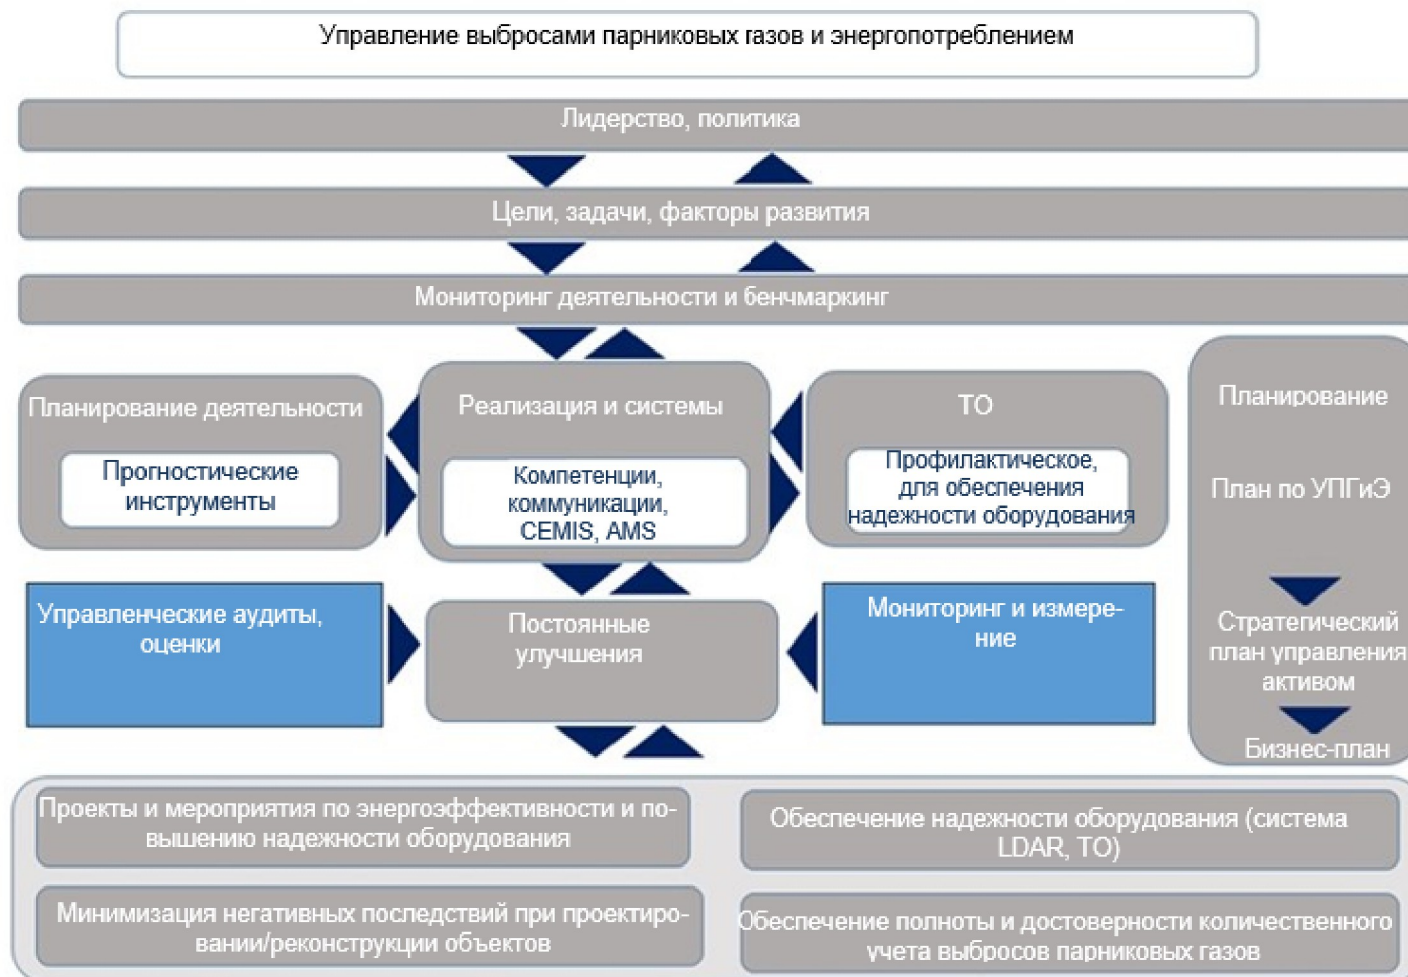 Управление выбросами парниковых газов и энергопотреблением
Лидерство, политика
Цели, задачи, факторы развития
Мониторинг деятельности и бенчмаркинг
Планирование деятельности
Прогностические
инструменты
Реализация и системы
Компетенции,
коммуникации,
CEMIS, AMS
ТО
Профилактическое,
для обеспечения
надежности оборудования
Планирование
План по УПГиЭ
Стратегический
план управления
активом
Бизнес-план
Управленческие аудиты,
оценки
Постоянные
улучшения
Мониторинг и измере-
ние
Проекты и мероприятия по энергоэффективности и по-
вышению надежности оборудования
Обеспечение надежности оборудования (система
LDAR, ТО)
Минимизация негативных последствий при проектиро-
вании/реконструкции объектов
Обеспечение полноты и достоверности количественного
учета выбросов парниковых газов